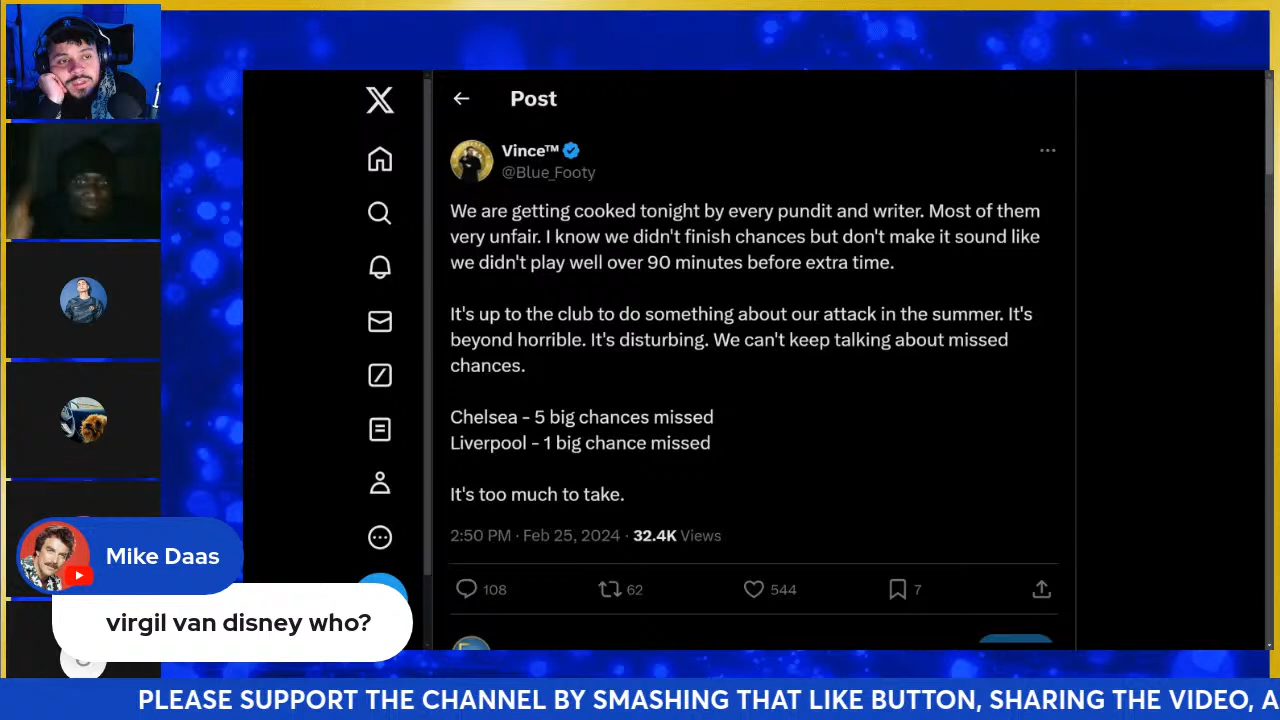 Post
Vince™
@Blue_Footy
We are getting cooked tonight by every pundit and writer. Most of them
very unfair. I know we didn't finish chances but don't make it sound like
we didn't play well over 90 minutes before extra time.
It's up to the club to do something about our attack in the summer. It's
beyond horrible. It's disturbing. We can't keep talking about missed
chances.
Chelsea - 5 big chances missed
Liverpool - 1 big chance missed
It's too much to take.
2:50 PM · Feb 25, 2024 · 32.4K Views
108 62 544 7
Mike Daas
virgil van disney who?
PLEASE SUPPORT THE CHANNEL BY SMASHING THAT LIKE BUTTON, SHARING THE VIDEO, A